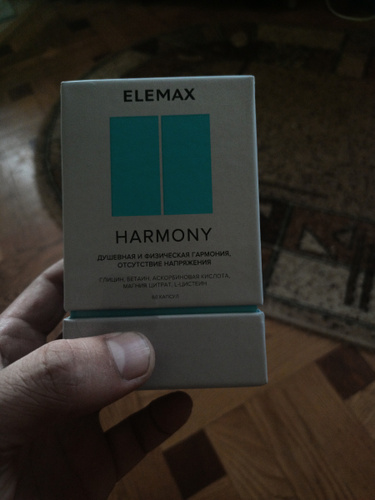 ELEMAX
HARMONY
ДУШЕВНАЯ И ФИЗИЧЕСКАЯ ГАРМОНИЯ,
ОТСУТСТВИЕ НАПРЯЖЕНИЯ
ГЛИЦИН, БЕТАИН, АСКОРБИНОВАЯ КИСЛОТА,
МАГНИЯ ЦИТРАТ, L-ЦИСТЕИН